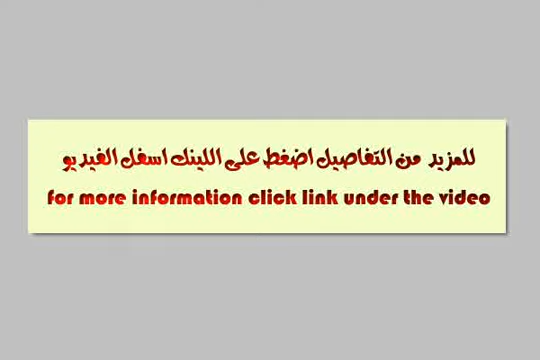 للمزيد من التفاصيل اضغط على اللينك اسفل الفيديو
for more information click link under the video